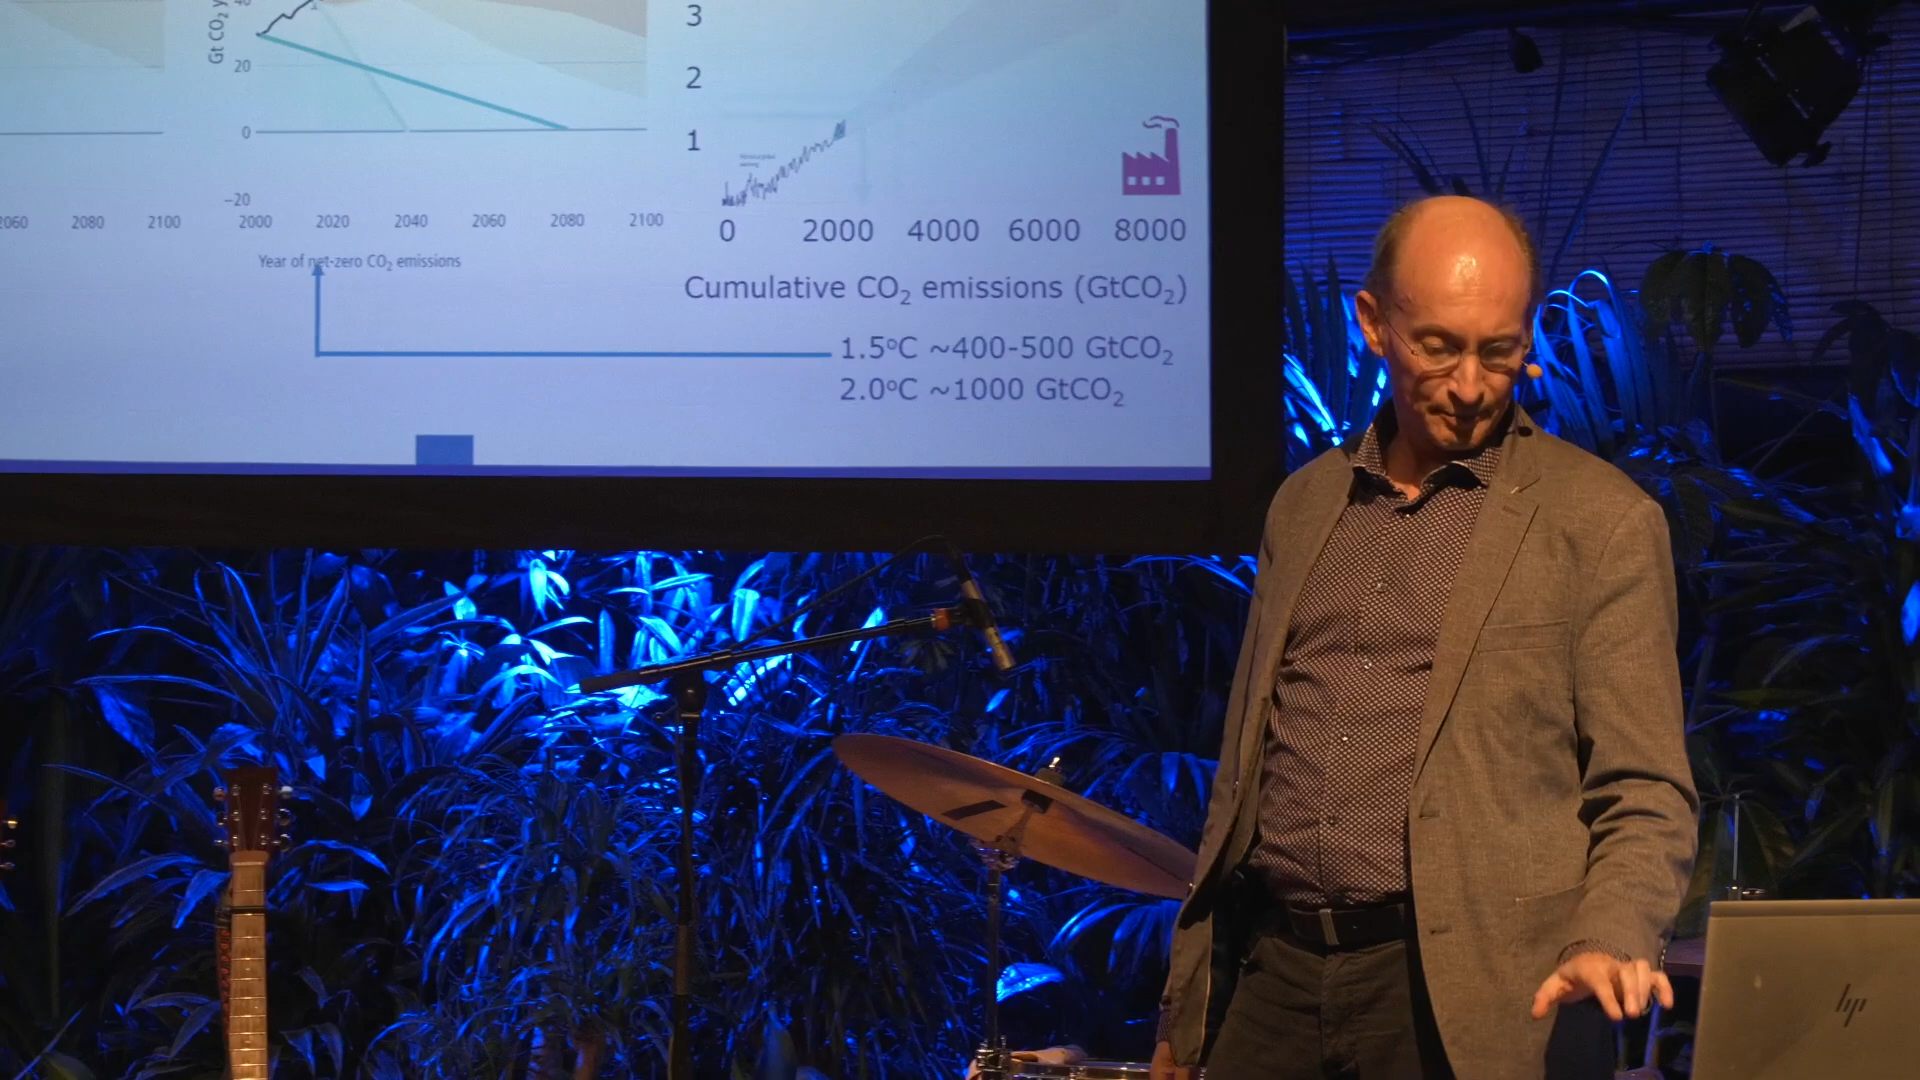 Gt CO₂ y
20
0
−20
2060 2080 2100
2000 2020 2040 2060 2080 2100
Year of net-zero CO₂ emissions
3
2
1
0 2000 4000 6000 8000
Cumulative CO₂ emissions (GtCO₂)
1.5°C ~400-500 GtCO₂
2.0°C ~1000 GtCO₂
hp